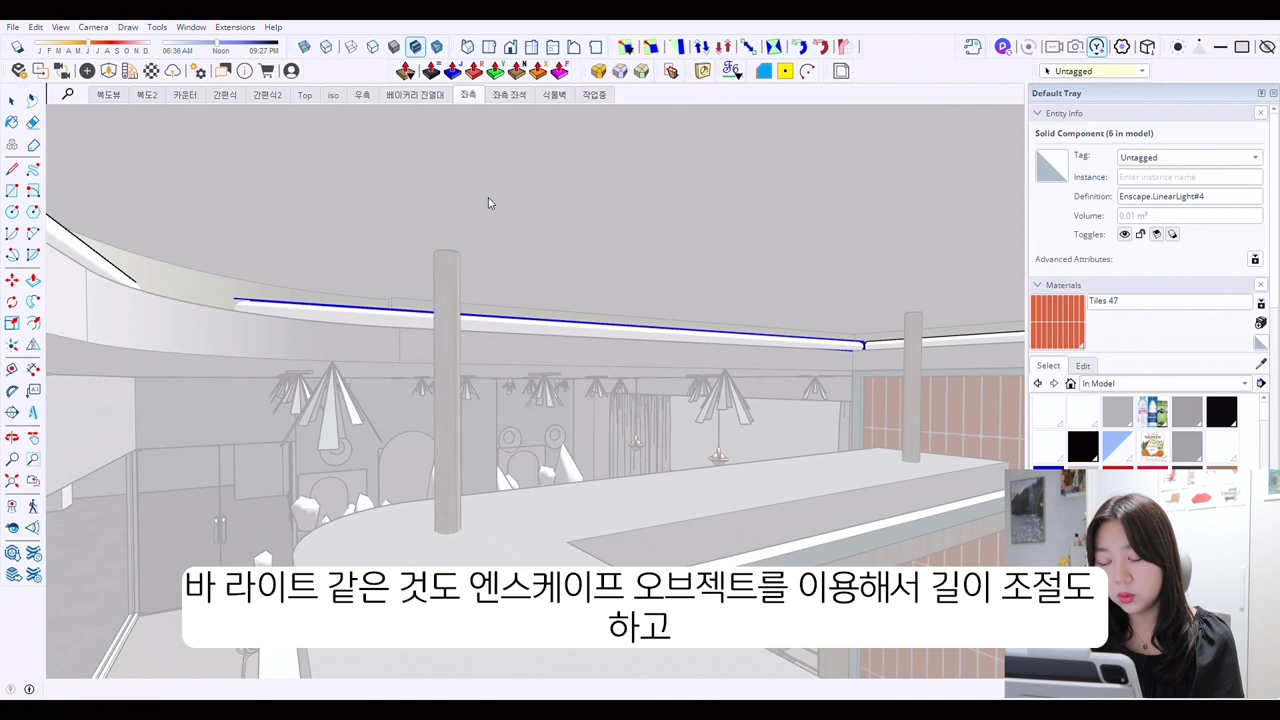 File Edit View Camera Draw Tools Window Extensions Help
J F M A M J J A S O N D 06:36 AM Noon 09:27 PM
Untagged
복도뷰 복도2 카운터 간편식 간편식2 Top iso 우측 베이커리 진열대 좌측 좌측 좌석 식물벽 작업중
Default Tray
Entity Info
Solid Component (6 in model)
Tag: Untagged
Instance: Enter instance name
Definition: Enscape.LinearLight#4
Volume: 0.01 m³
Toggles:
Advanced Attributes:
Materials
Tiles 47
Select Edit
In Model
바 라이트 같은 것도 엔스케이프 오브젝트를 이용해서 길이 조절도
하고